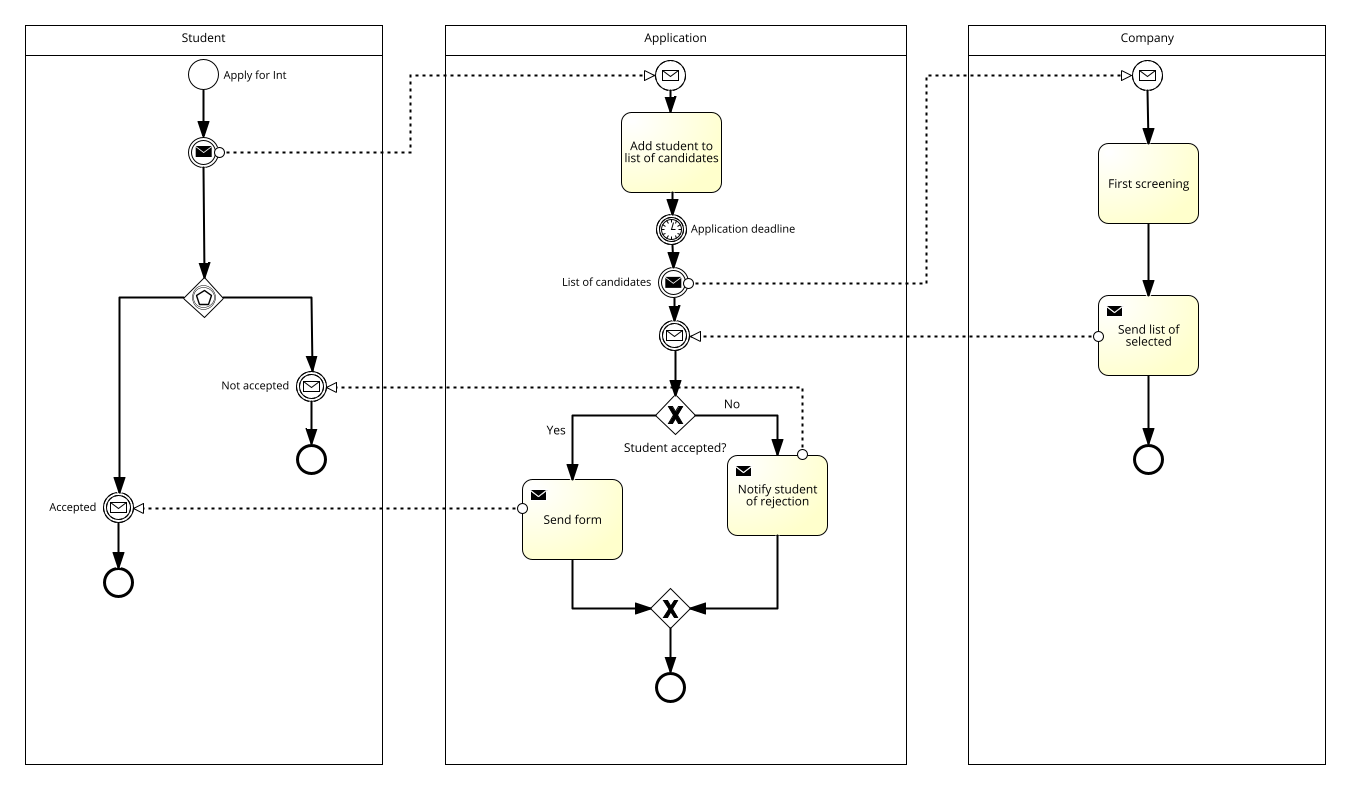 Student
Application
Company
Apply for Int
Add student to
list of candidates
First screening
Application deadline
List of candidates
Send list of
selected
Not accepted
No
Yes
Student accepted?
Notify student
of rejection
Accepted
Send form